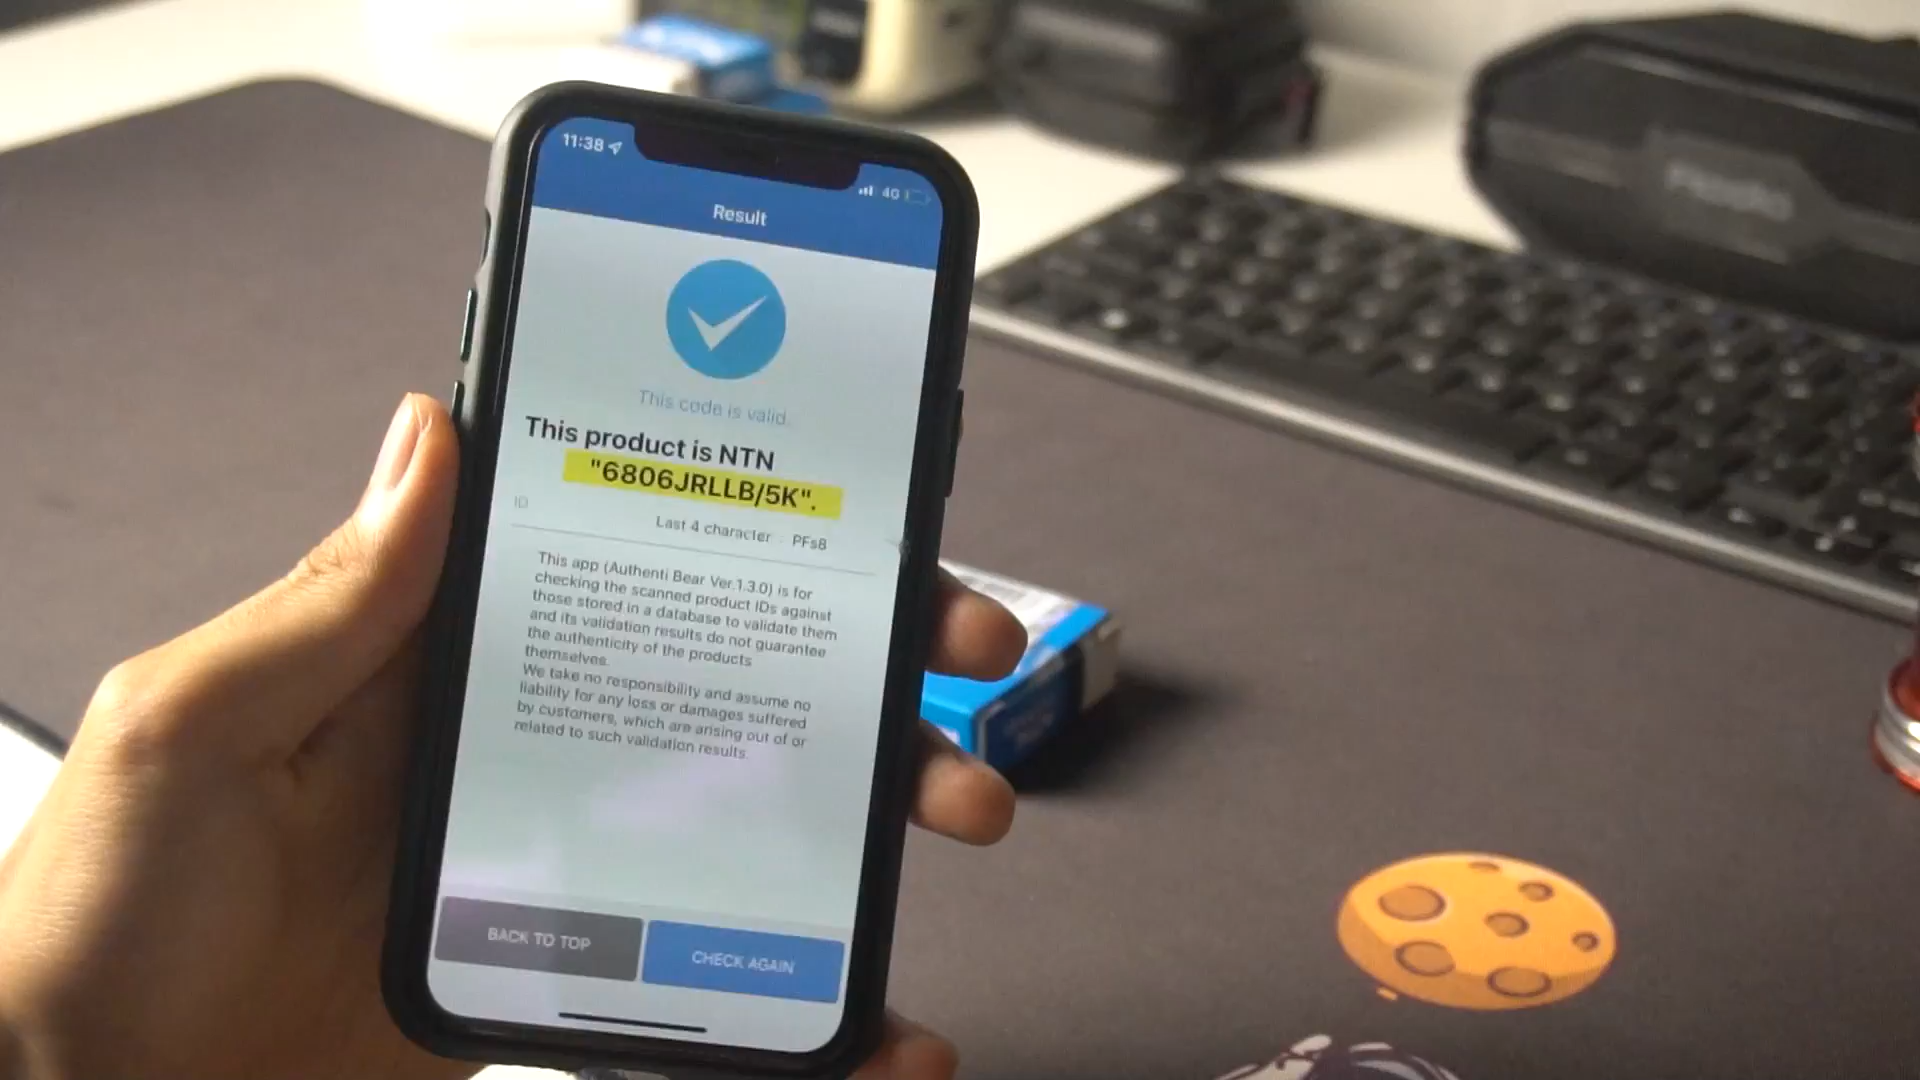 11:38
4G
Result
This code is valid.
This product is NTN
"6806JRLLB/5K".
ID
Last 4 character : PFs8
This app (Authenti Bear Ver.1.3.0) is for
checking the scanned product IDs against
those stored in a database to validate them
and its validation results do not guarantee
the authenticity of the products
themselves.
We take no responsibility and assume no
liability for any loss or damages suffered
by customers, which are arising out of or
related to such validation results.
BACK TO TOP
CHECK AGAIN